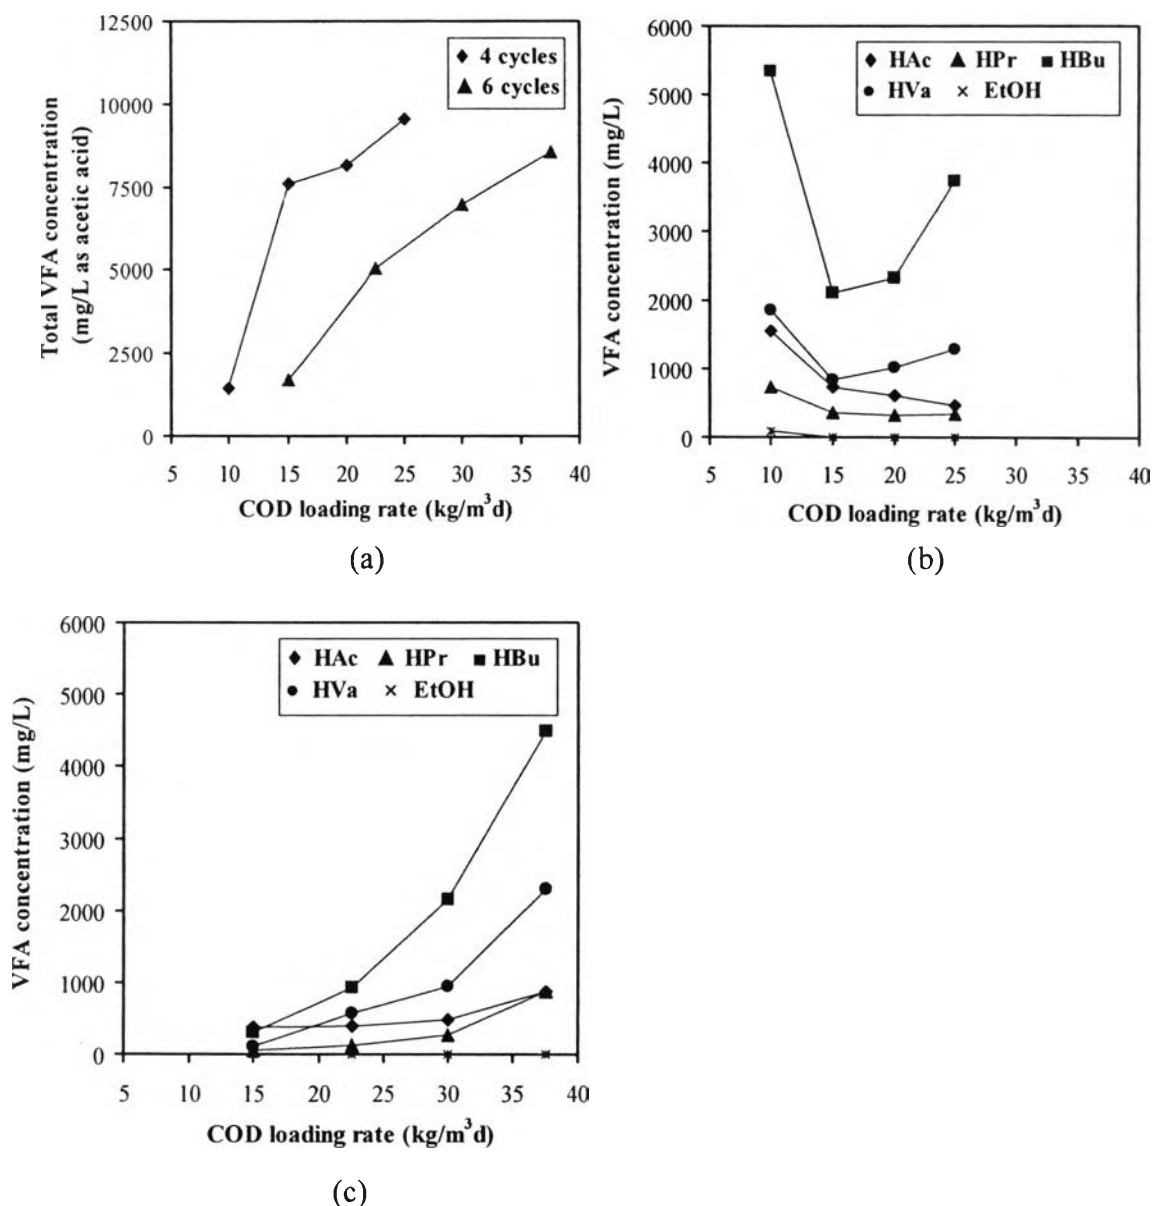 12500
10000
7500
5000
2500
0
Total VFA concentration
(mg/L as acetic acid)
4 cycles
6 cycles
5 10 15 20 25 30 35 40
COD loading rate (kg/m³d)
(a)
6000
5000
4000
3000
2000
1000
0
VFA concentration (mg/L)
HAc HPr HBu
HVa EtOH
5 10 15 20 25 30 35 40
COD loading rate (kg/m³d)
(b)
6000
5000
4000
3000
2000
1000
0
VFA concentration (mg/L)
HAc HPr HBu
HVa EtOH
5 10 15 20 25 30 35 40
COD loading rate (kg/m³d)
(c)